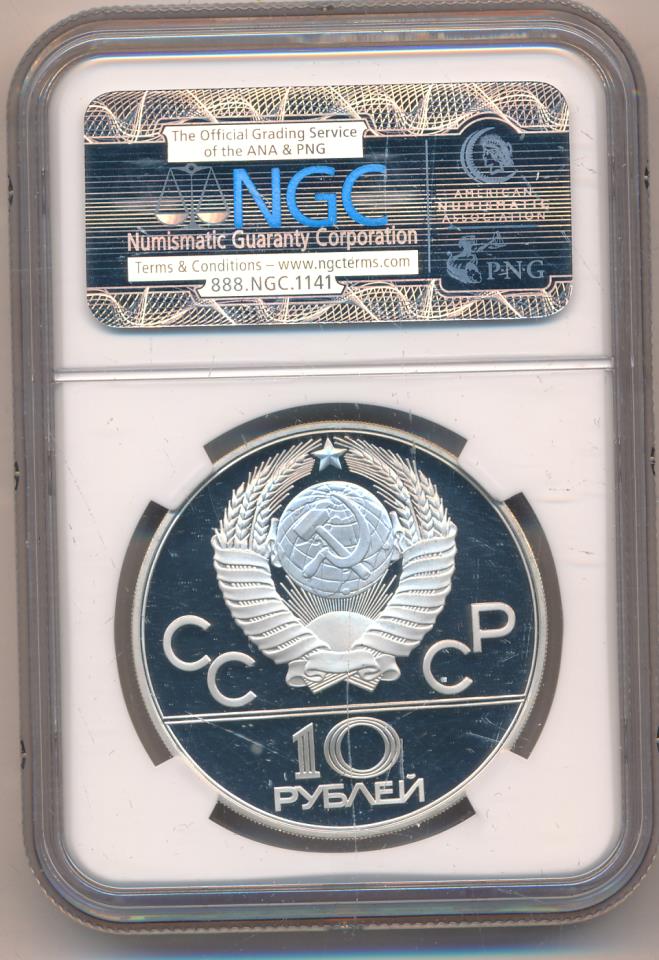 The Official Grading Service
of the ANA & PNG
NGC
Numismatic Guaranty Corporation
Terms & Conditions – www.ngcterms.com
888.NGC.1141
AMERICAN
NUMISMATIC
ASSOCIATION
P·N·G
СССР
10
РУБЛЕЙ